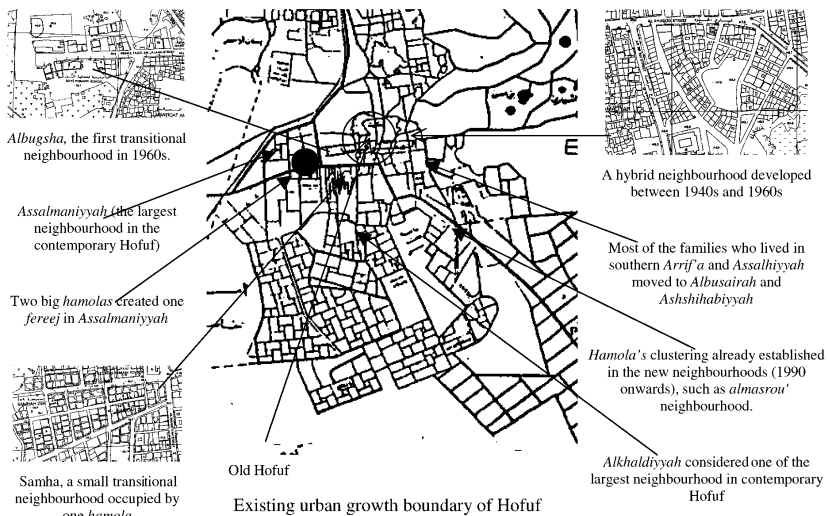 Albugsha, the first transitional
neighbourhood in 1960s.
Assalmaniyyah (the largest
neighbourhood in the
contemporary Hofuf)
Two big hamolas created one
fereej in Assalmaniyyah
Samha, a small transitional
neighbourhood occupied by
one hamola
Old Hofuf
Existing urban growth boundary of Hofuf
E
A hybrid neighbourhood developed
between 1940s and 1960s
Most of the families who lived in
southern Arrif'a and Assalhiyyah
moved to Albusairah and
Ashshihabiyyah
Hamola's clustering already established
in the new neighbourhoods (1990
onwards), such as almasrou'
neighbourhood.
Alkhaldiyyah considered one of the
largest neighbourhood in contemporary
Hofuf